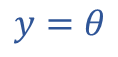 y = θ